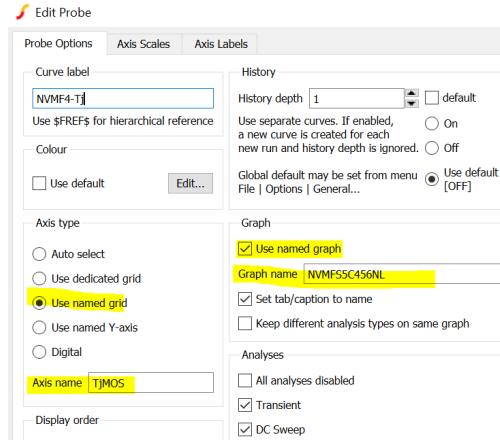 Edit Probe
Probe Options Axis Scales Axis Labels
Curve label
NVMF4-Tj
Use $FREF$ for hierarchical reference
Colour
Use default Edit...
Axis type
Auto select
Use dedicated grid
Use named grid
Use named Y-axis
Digital
Axis name TjMOS
Display order
History
History depth 1 default
Use separate curves. If enabled,
a new curve is created for each
new run and history depth is ignored.
On
Off
Global default may be set from menu
File | Options | General...
Use default
[OFF]
Graph
Use named graph
Graph name NVMFS5C456NL
Set tab/caption to name
Keep different analysis types on same graph
Analyses
All analyses disabled
Transient
DC Sweep